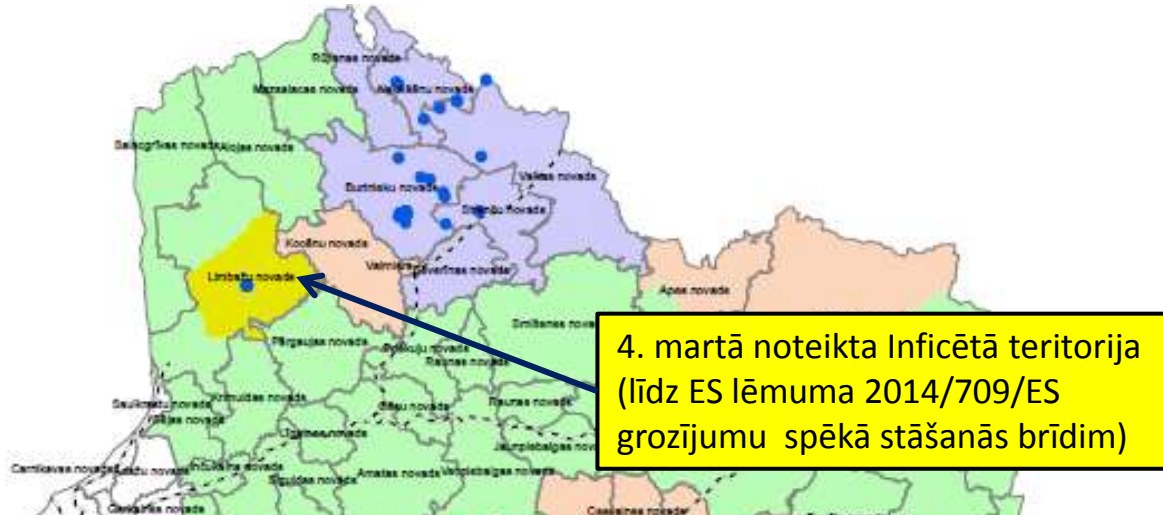 Rūjienas novads
Naukšēnu novads
Mazsalacas novads
Salacgrīvas novads
Alojas novads
Burtnieku novads
Valkas novads
Strenču novads
Kocēnu novads
Valmiera
Beverīnas novads
Limbažu novads
Apes novads
Smiltenes novads
4. martā noteikta Inficētā teritorija
(līdz ES lēmuma 2014/709/ES
grozījumu spēkā stāšanās brīdim)
Pārgaujas novads
Priekuļu novads
Raunas novads
Saulkrastu novads
Krimuldas novads
Sējas novads
Cēsu novads
Raunas novads
Līgatnes novads
Jaunpiebalgas novads
Carnikavas novads
Ādažu novads
Inčukalna novads
Siguldas novads
Amatas novads
Vecpiebalgas novads
Garkalnes novads
Cesvaines novads